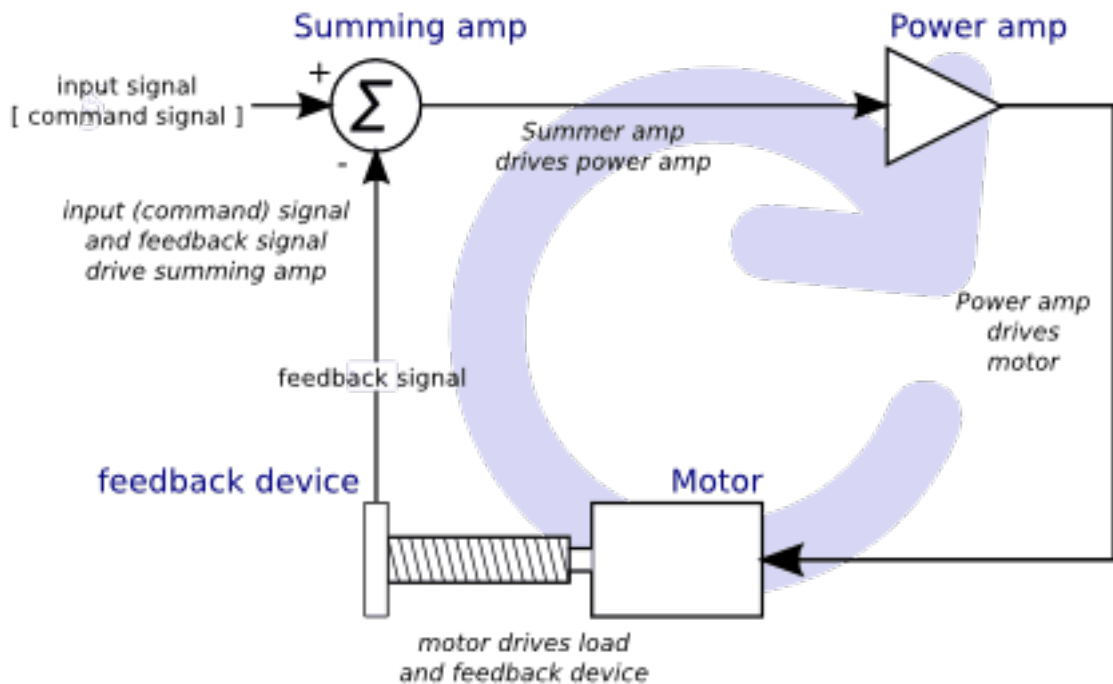 Summing amp
Power amp
+
input signal
[ command signal ]
Σ
Summer amp
drives power amp
-
input (command) signal
and feedback signal
drive summing amp
Power amp
drives
motor
feedback signal
feedback device
Motor
motor drives load
and feedback device